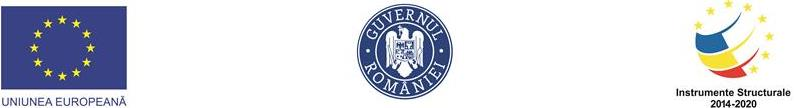 UNIUNEA EUROPEANĂ
GUVERNUL
ROMÂNIEI
Instrumente Structurale
2014-2020